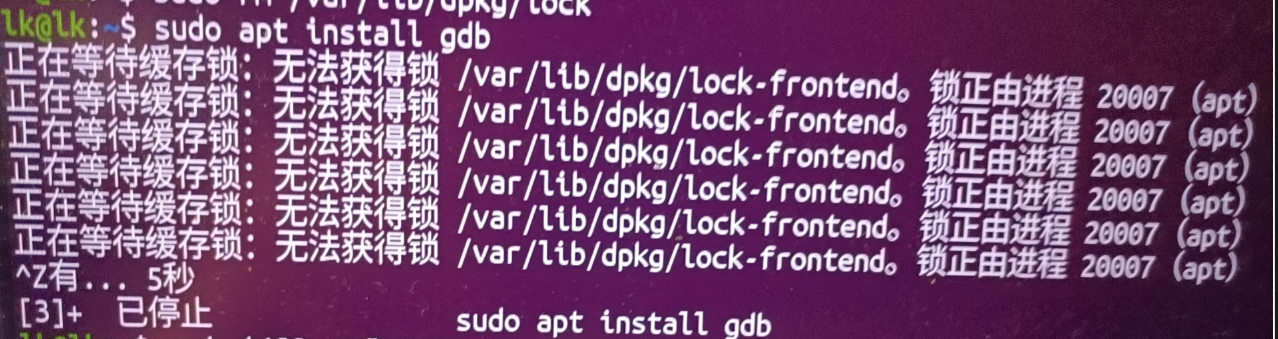 /var/lib/dpkg/lock
lk@lk:~$ sudo apt install gdb
正在等待缓存锁：无法获得锁 /var/lib/dpkg/lock-frontend。锁正由进程 20007 (apt)
正在等待缓存锁：无法获得锁 /var/lib/dpkg/lock-frontend。锁正由进程 20007 (apt)
正在等待缓存锁：无法获得锁 /var/lib/dpkg/lock-frontend。锁正由进程 20007 (apt)
正在等待缓存锁：无法获得锁 /var/lib/dpkg/lock-frontend。锁正由进程 20007 (apt)
正在等待缓存锁：无法获得锁 /var/lib/dpkg/lock-frontend。锁正由进程 20007 (apt)
正在等待缓存锁：无法获得锁 /var/lib/dpkg/lock-frontend。锁正由进程 20007 (apt)
^Z有... 5秒
[3]+ 已停止 sudo apt install gdb